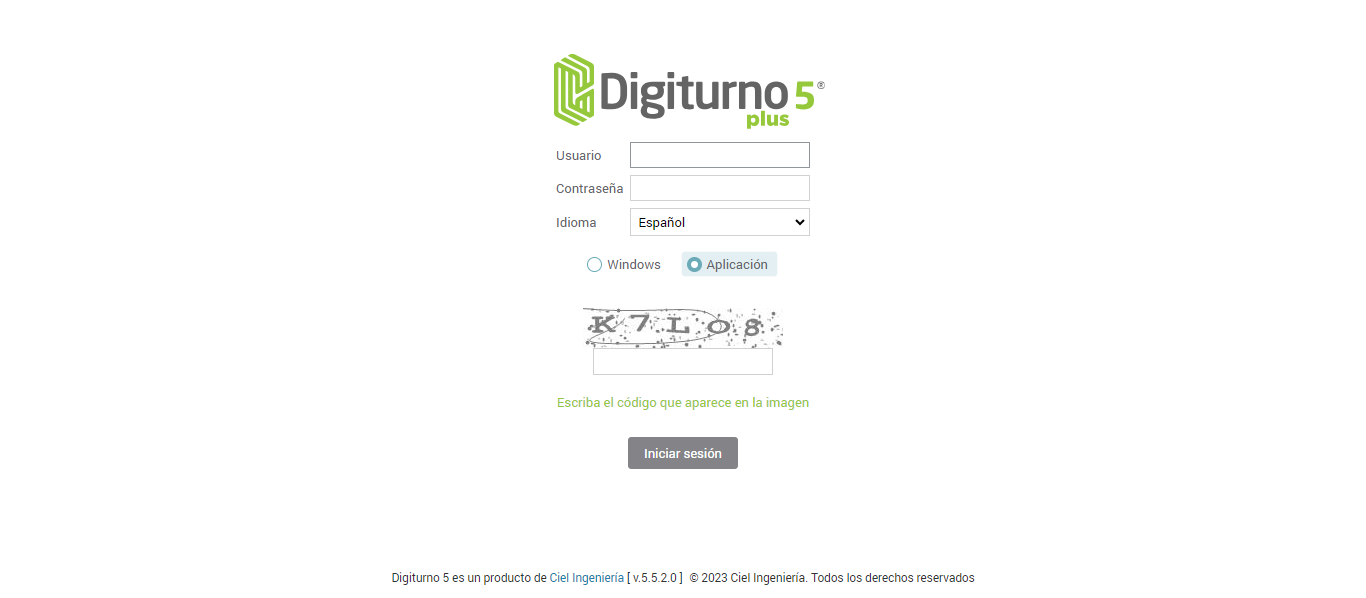 Digiturno 5®
plus
Usuario
Contraseña
Idioma
Español
Windows
Aplicación
K7LO8
Escriba el código que aparece en la imagen
Iniciar sesión
Digiturno 5 es un producto de Ciel Ingeniería [ v.5.5.2.0 ] © 2023 Ciel Ingeniería. Todos los derechos reservados